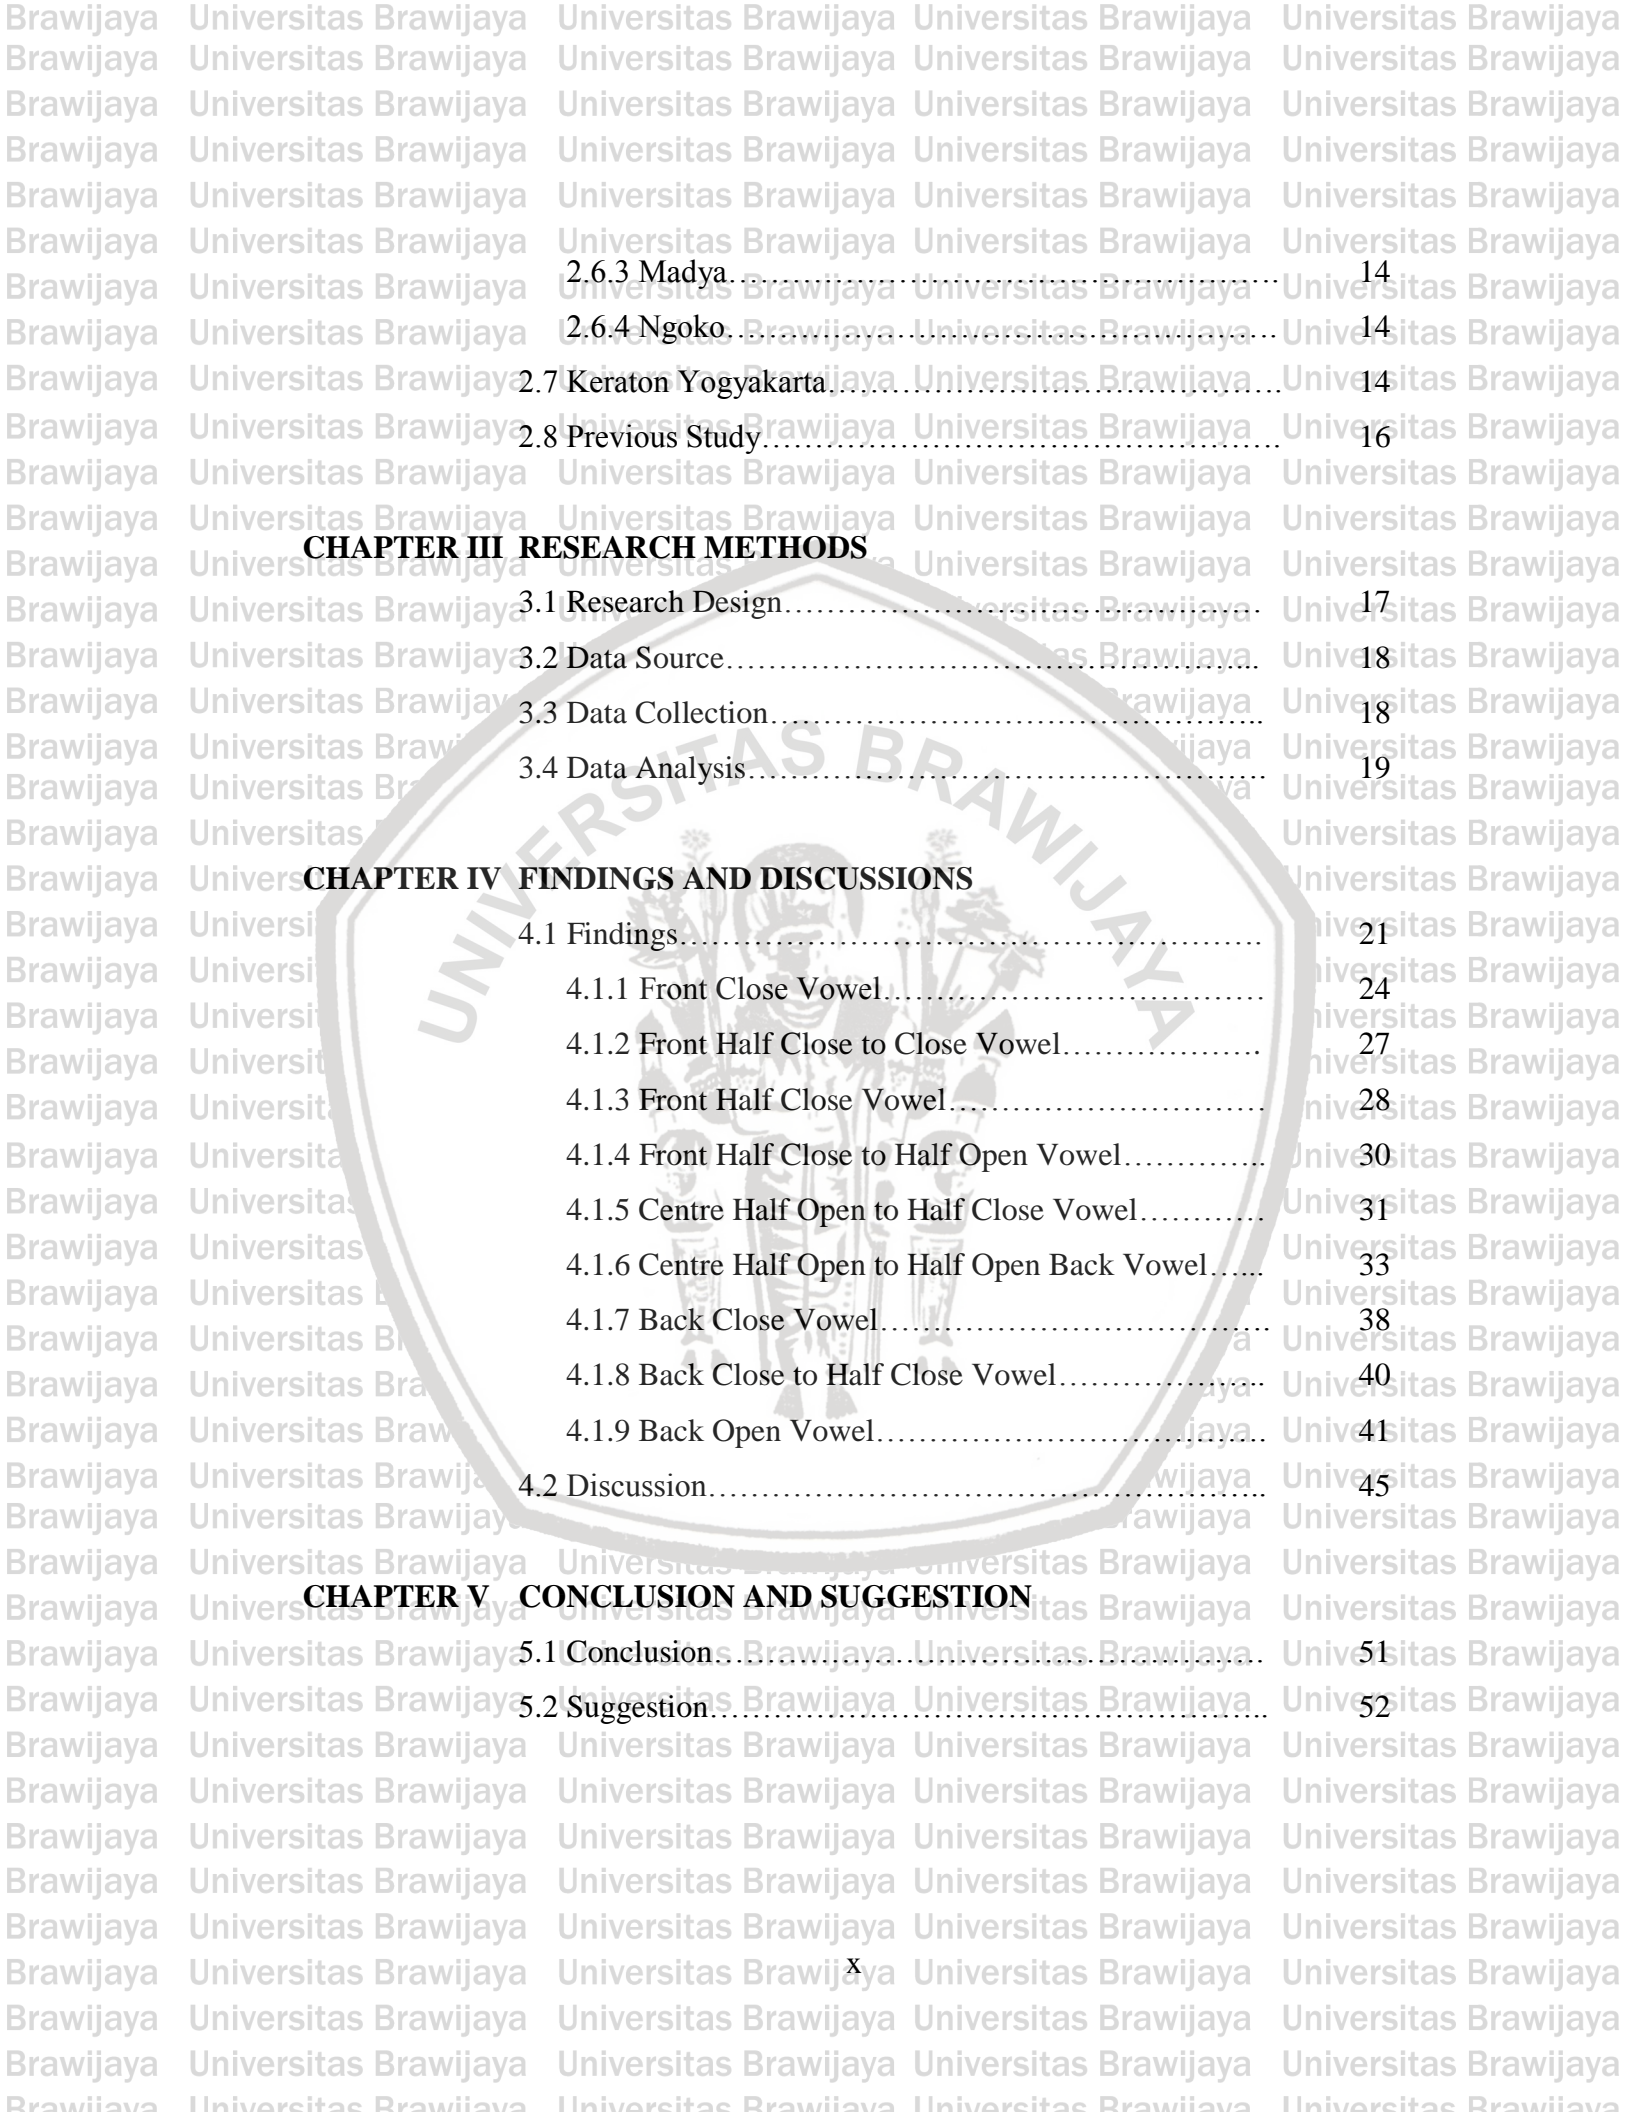 2.6.3 Madya……………………………………………. 14
2.6.4 Ngoko……………………………………………. 14
2.7 Keraton Yogyakarta……………………………………. 14
2.8 Previous Study…………………………………………. 16
CHAPTER III RESEARCH METHODS
3.1 Research Design………………………………………. 17
3.2 Data Source…………………………………………... 18
3.3 Data Collection………………………………………... 18
3.4 Data Analysis…………………………………………. 19
UNIVERSITAS BRAWIJAYA
CHAPTER IV FINDINGS AND DISCUSSIONS
4.1 Findings………………………………………………. 21
4.1.1 Front Close Vowel……………………………… 24
4.1.2 Front Half Close to Close Vowel………………. 27
4.1.3 Front Half Close Vowel………………………… 28
4.1.4 Front Half Close to Half Open Vowel………….. 30
4.1.5 Centre Half Open to Half Close Vowel………… 31
4.1.6 Centre Half Open to Half Open Back Vowel…... 33
4.1.7 Back Close Vowel………………………………. 38
4.1.8 Back Close to Half Close Vowel……………….. 40
4.1.9 Back Open Vowel………………………………. 41
4.2 Discussion……………………………………………... 45
CHAPTER V CONCLUSION AND SUGGESTION
5.1 Conclusion……………………………………………. 51
5.2 Suggestion……………………………………………... 52
x